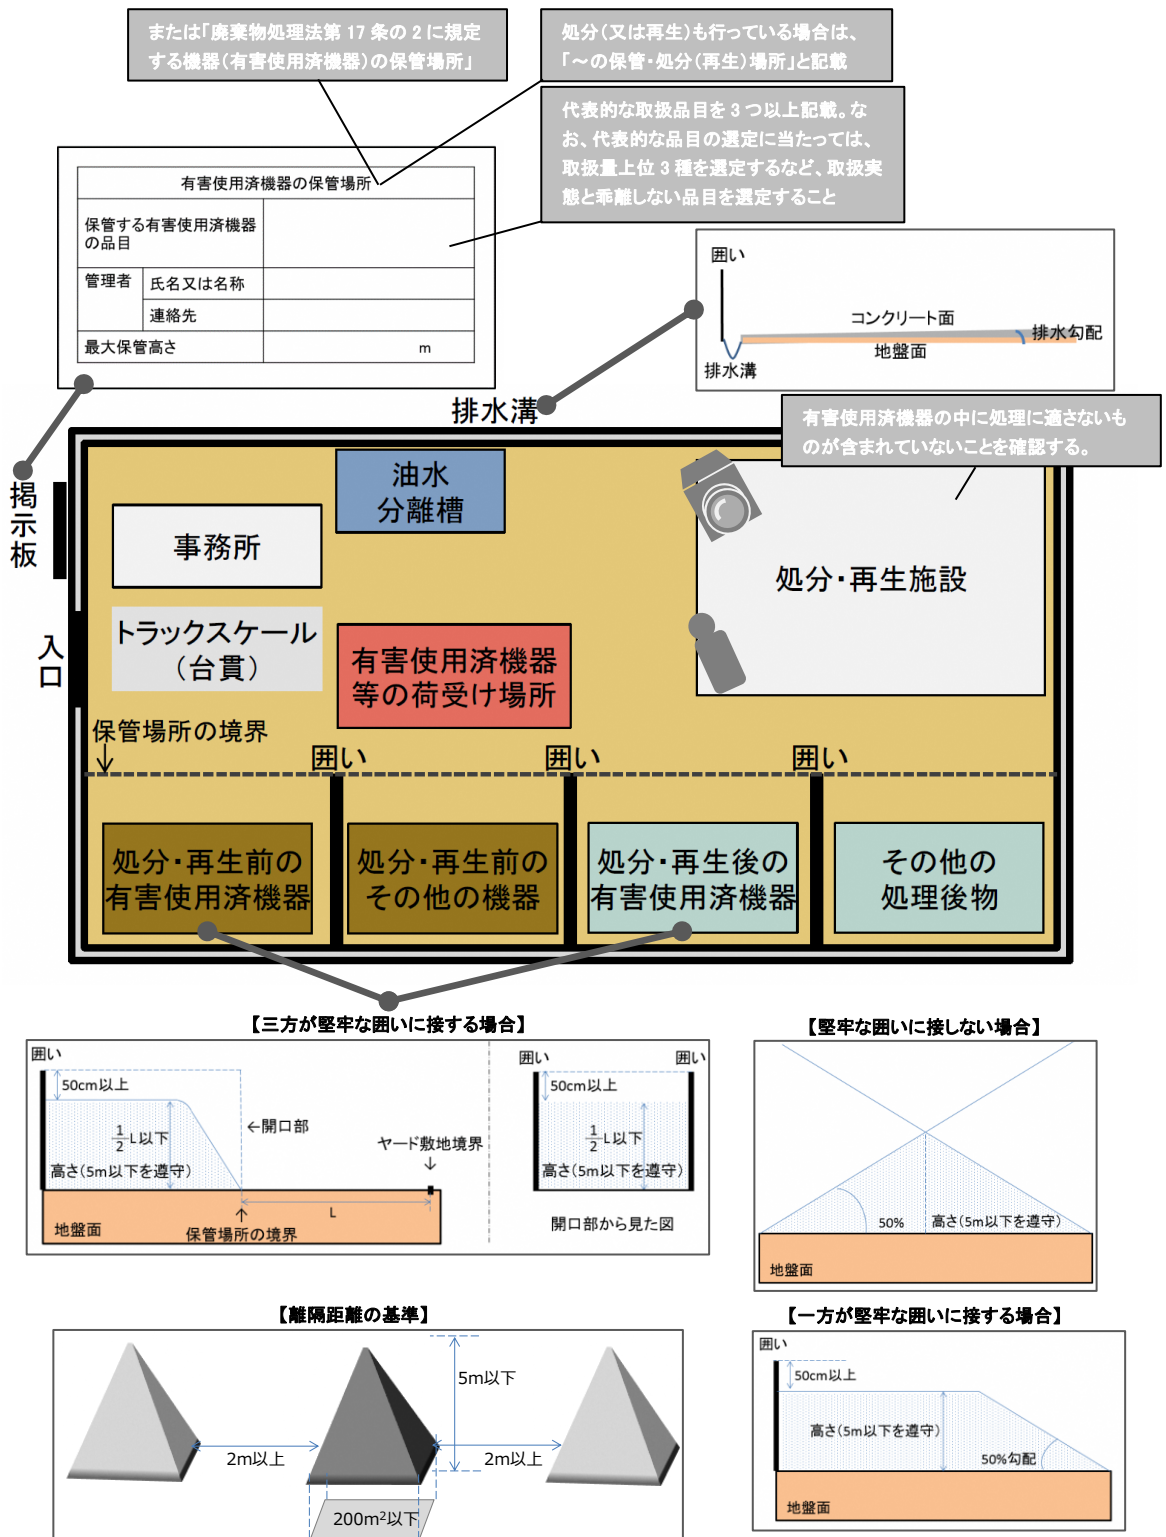 または「廃棄物処理法第 17 条の 2 に規定
する機器（有害使用済機器）の保管場所」
処分（又は再生）も行っている場合は、
「～の保管・処分（再生）場所」と記載
代表的な取扱品目を 3 つ以上記載。な
お、代表的な品目の選定に当たっては、
取扱量上位 3 種を選定するなど、取扱実
態と乖離しない品目を選定すること
有害使用済機器の保管場所
保管する有害使用済機器
の品目
管理者
氏名又は名称
連絡先
最大保管高さ
m
囲い
コンクリート面
排水勾配
地盤面
排水溝
排水溝
有害使用済機器の中に処理に適さないも
のが含まれていないことを確認する。
掲示板
油水
分離槽
事務所
処分・再生施設
入口
トラックスケール
（台貫）
有害使用済機器
等の荷受け場所
保管場所の境界
囲い
囲い
囲い
処分・再生前の
有害使用済機器
処分・再生前の
その他の機器
処分・再生後の
有害使用済機器
その他の
処理後物
【三方が堅牢な囲いに接する場合】
囲い
50cm以上
1/2 L以下
高さ（5m以下を遵守）
←開口部
ヤード敷地境界
↓
L
地盤面
↑
保管場所の境界
囲い
囲い
50cm以上
1/2 L以下
高さ（5m以下を遵守）
開口部から見た図
【堅牢な囲いに接しない場合】
50%
高さ（5m以下を遵守）
地盤面
【離隔距離の基準】
5m以下
2m以上
2m以上
200m²以下
【一方が堅牢な囲いに接する場合】
囲い
50cm以上
高さ（5m以下を遵守）
50%勾配
地盤面